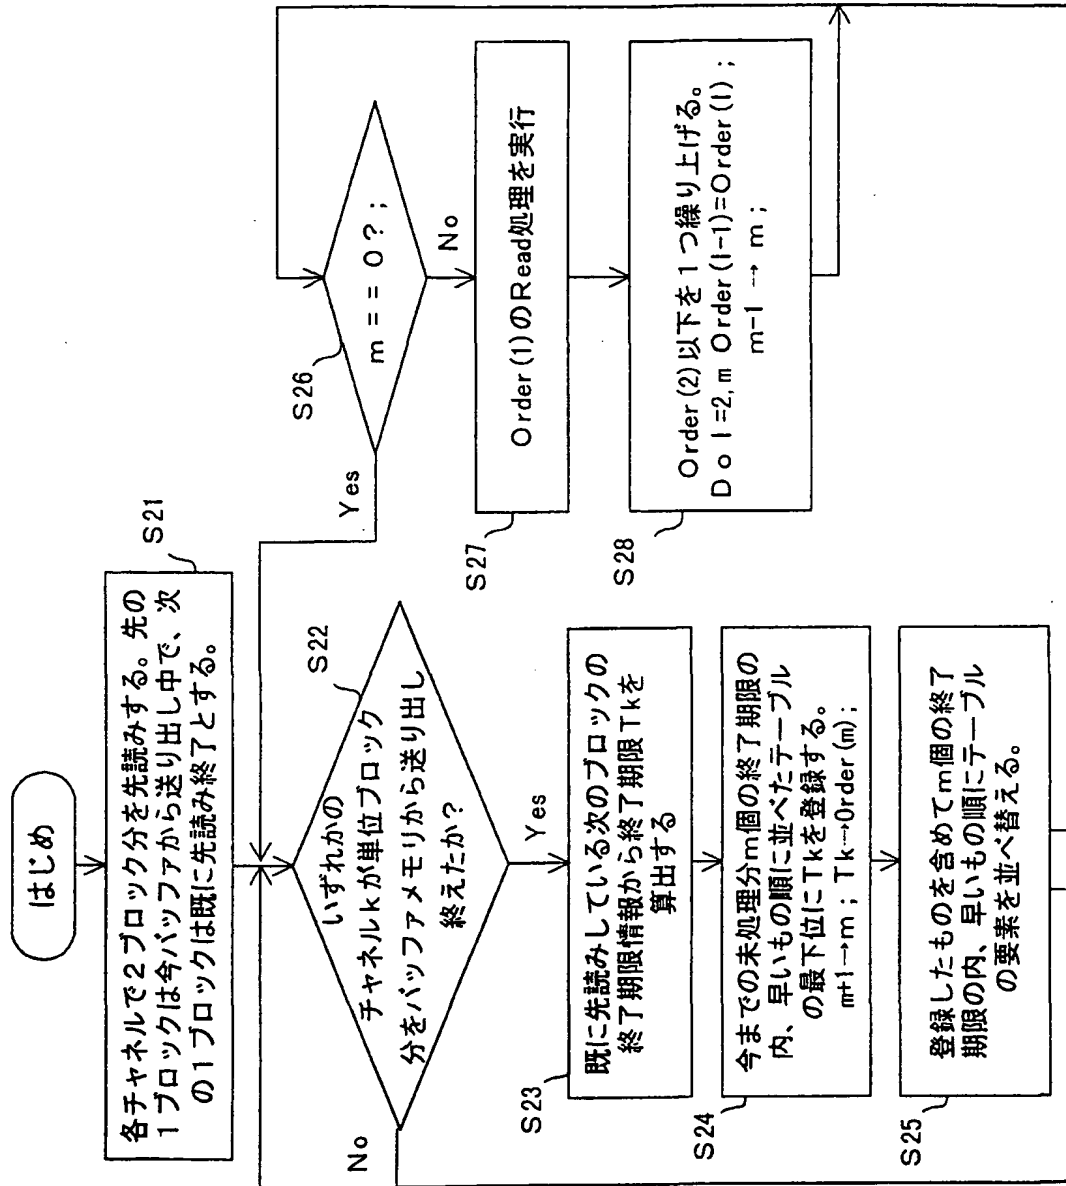 はじめ
S21
各チャネルで2ブロック分を先読みする。先の
1ブロックは今バッファから送り出し中で、次
の1ブロックは既に先読み終了とする。
S22
いずれかの
チャネルkが単位ブロック
分をバッファメモリから送り出し
終えたか?
No
Yes
S23
既に先読みしている次のブロックの
終了期限情報から終了期限Tkを
算出する
S24
今までの未処理分m個の終了期限の
内、早いもの順に並べたテーブル
の最下位にTkを登録する。
m+1→m; Tk→Order(m);
S25
登録したものを含めてm個の終了
期限の内、早いもの順にテーブル
の要素を並べ替える。
S26
m==0?;
Yes
No
S27
Order(1)のRead処理を実行
S28
Order(2)以下を1つ繰り上げる。
Do l=2,m Order(l-1)=Order(l);
m-1→m;